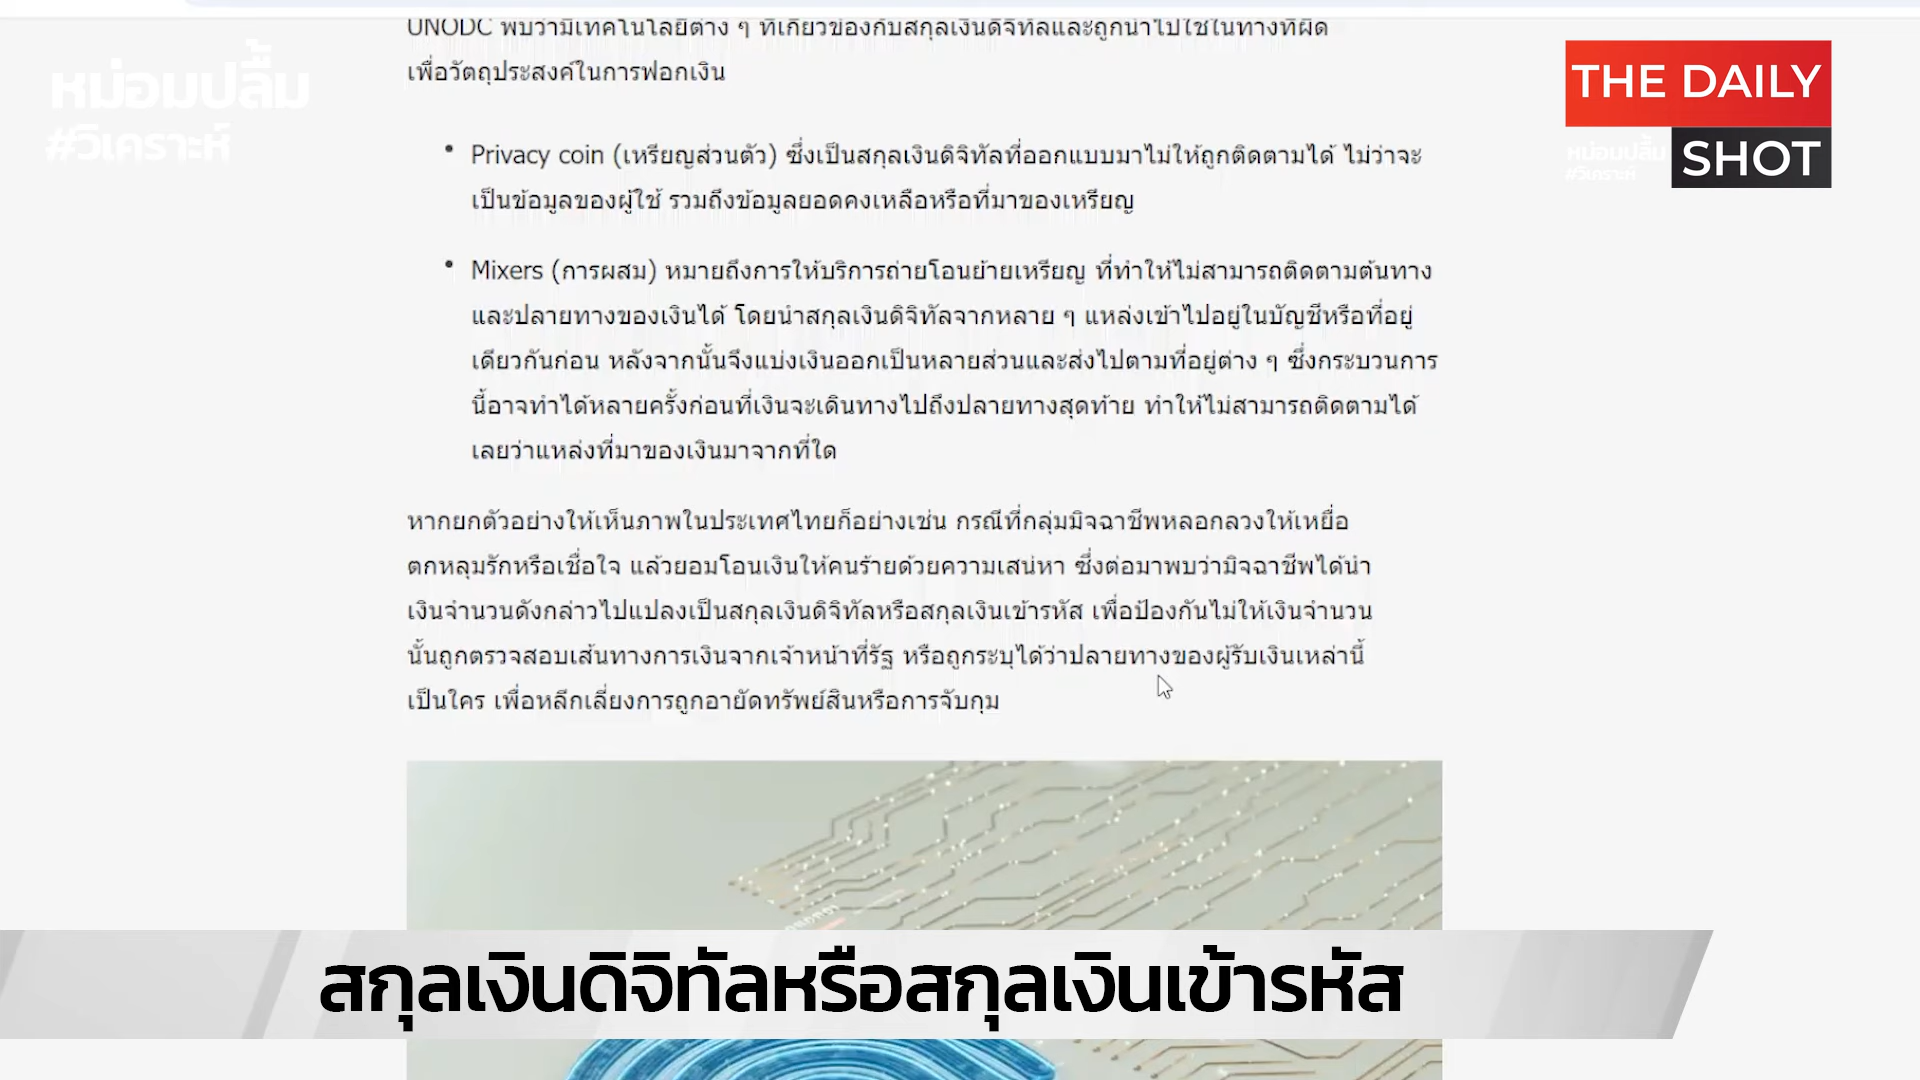 UNODC พบว่ามีเทคโนโลยีต่าง ๆ ที่เกี่ยวข้องกับสกุลเงินดิจิทัลและถูกนำไปใช้ในทางที่ผิด
เพื่อวัตถุประสงค์ในการฟอกเงิน
หม่อมปลื้ม
#วิเคราะห์
THE DAILY
SHOT
หม่อมปลื้ม
#วิเคราะห์
• Privacy coin (เหรียญส่วนตัว) ซึ่งเป็นสกุลเงินดิจิทัลที่ออกแบบมาไม่ให้ถูกติดตามได้ ไม่ว่าจะ
เป็นข้อมูลของผู้ใช้ รวมถึงข้อมูลยอดคงเหลือหรือที่มาของเหรียญ
• Mixers (การผสม) หมายถึงการให้บริการถ่ายโอนย้ายเหรียญ ที่ทำให้ไม่สามารถติดตามต้นทาง
และปลายทางของเงินได้ โดยนำสกุลเงินดิจิทัลจากหลาย ๆ แหล่งเข้าไปอยู่ในบัญชีหรือที่อยู่
เดียวกันก่อน หลังจากนั้นจึงแบ่งเงินออกเป็นหลายส่วนและส่งไปตามที่อยู่ต่าง ๆ ซึ่งกระบวนการ
นี้อาจทำได้หลายครั้งก่อนที่เงินจะเดินทางไปถึงปลายทางสุดท้าย ทำให้ไม่สามารถติดตามได้
เลยว่าแหล่งที่มาของเงินมาจากที่ใด
หากยกตัวอย่างให้เห็นภาพในประเทศไทยก็อย่างเช่น กรณีที่กลุ่มมิจฉาชีพหลอกลวงให้เหยื่อ
ตกหลุมรักหรือเชื่อใจ แล้วยอมโอนเงินให้คนร้ายด้วยความเสน่หา ซึ่งต่อมาพบว่ามิจฉาชีพได้นำ
เงินจำนวนดังกล่าวไปแปลงเป็นสกุลเงินดิจิทัลหรือสกุลเงินเข้ารหัส เพื่อป้องกันไม่ให้เงินจำนวน
นั้นถูกตรวจสอบเส้นทางการเงินจากเจ้าหน้าที่รัฐ หรือถูกระบุได้ว่าปลายทางของผู้รับเงินเหล่านี้
เป็นใคร เพื่อหลีกเลี่ยงการถูกอายัดทรัพย์สินหรือการจับกุม
สกุลเงินดิจิทัลหรือสกุลเงินเข้ารหัส